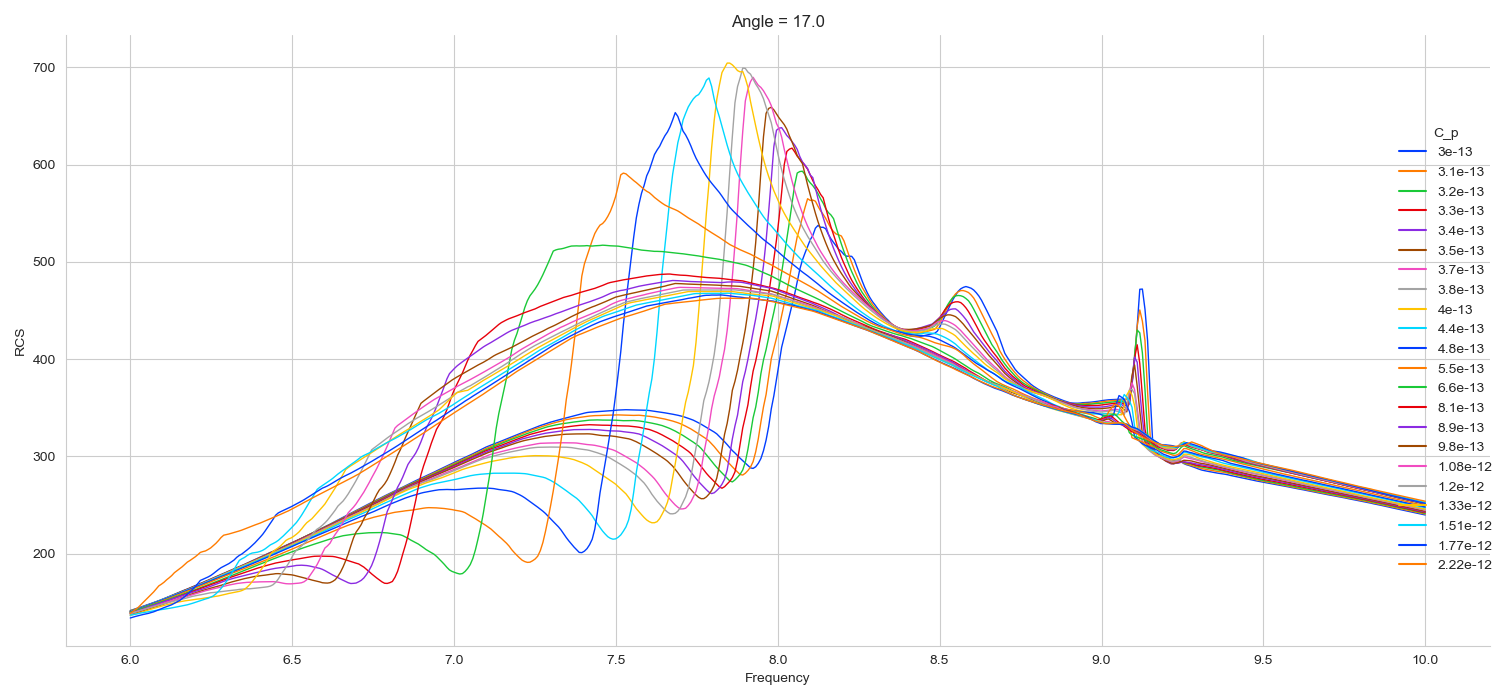 Angle = 17.0
700
600
500
400
300
200
RCS
6.0
6.5
7.0
7.5
8.0
8.5
9.0
9.5
10.0
Frequency
C_p
3e-13
3.1e-13
3.2e-13
3.3e-13
3.4e-13
3.5e-13
3.7e-13
3.8e-13
4e-13
4.4e-13
4.8e-13
5.5e-13
6.6e-13
8.1e-13
8.9e-13
9.8e-13
1.08e-12
1.2e-12
1.33e-12
1.51e-12
1.77e-12
2.22e-12